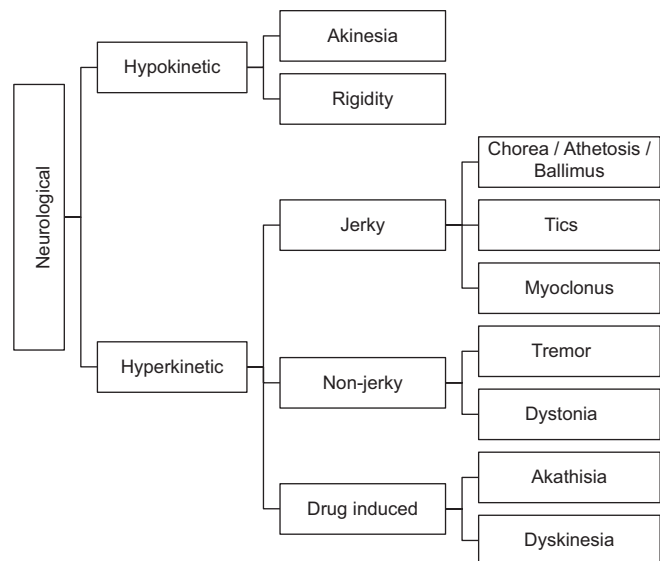 Neurological
Hypokinetic
Akinesia
Rigidity
Hyperkinetic
Jerky
Chorea / Athetosis /
Ballimus
Tics
Myoclonus
Non-jerky
Tremor
Dystonia
Drug induced
Akathisia
Dyskinesia